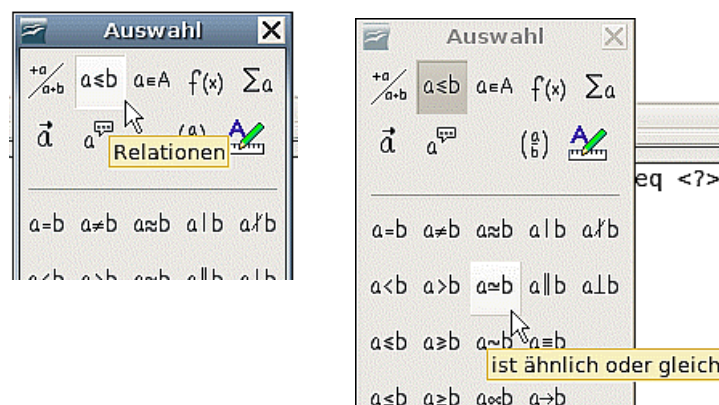 Auswahl
+a/a+b a≤b a∈A f(x) Σa
a⃗ a
Relationen
a=b a≠b a≈b a|b a∤b
Auswahl
+a/a+b a≤b a∈A f(x) Σa
a⃗ a (a b)
eq <?>
a=b a≠b a≈b a|b a∤b
a<b a>b a≃b a∥b a⊥b
a⩽b a⩾b a~b a≡b
ist ähnlich oder gleich
a≤b a≥b a∝b a→b